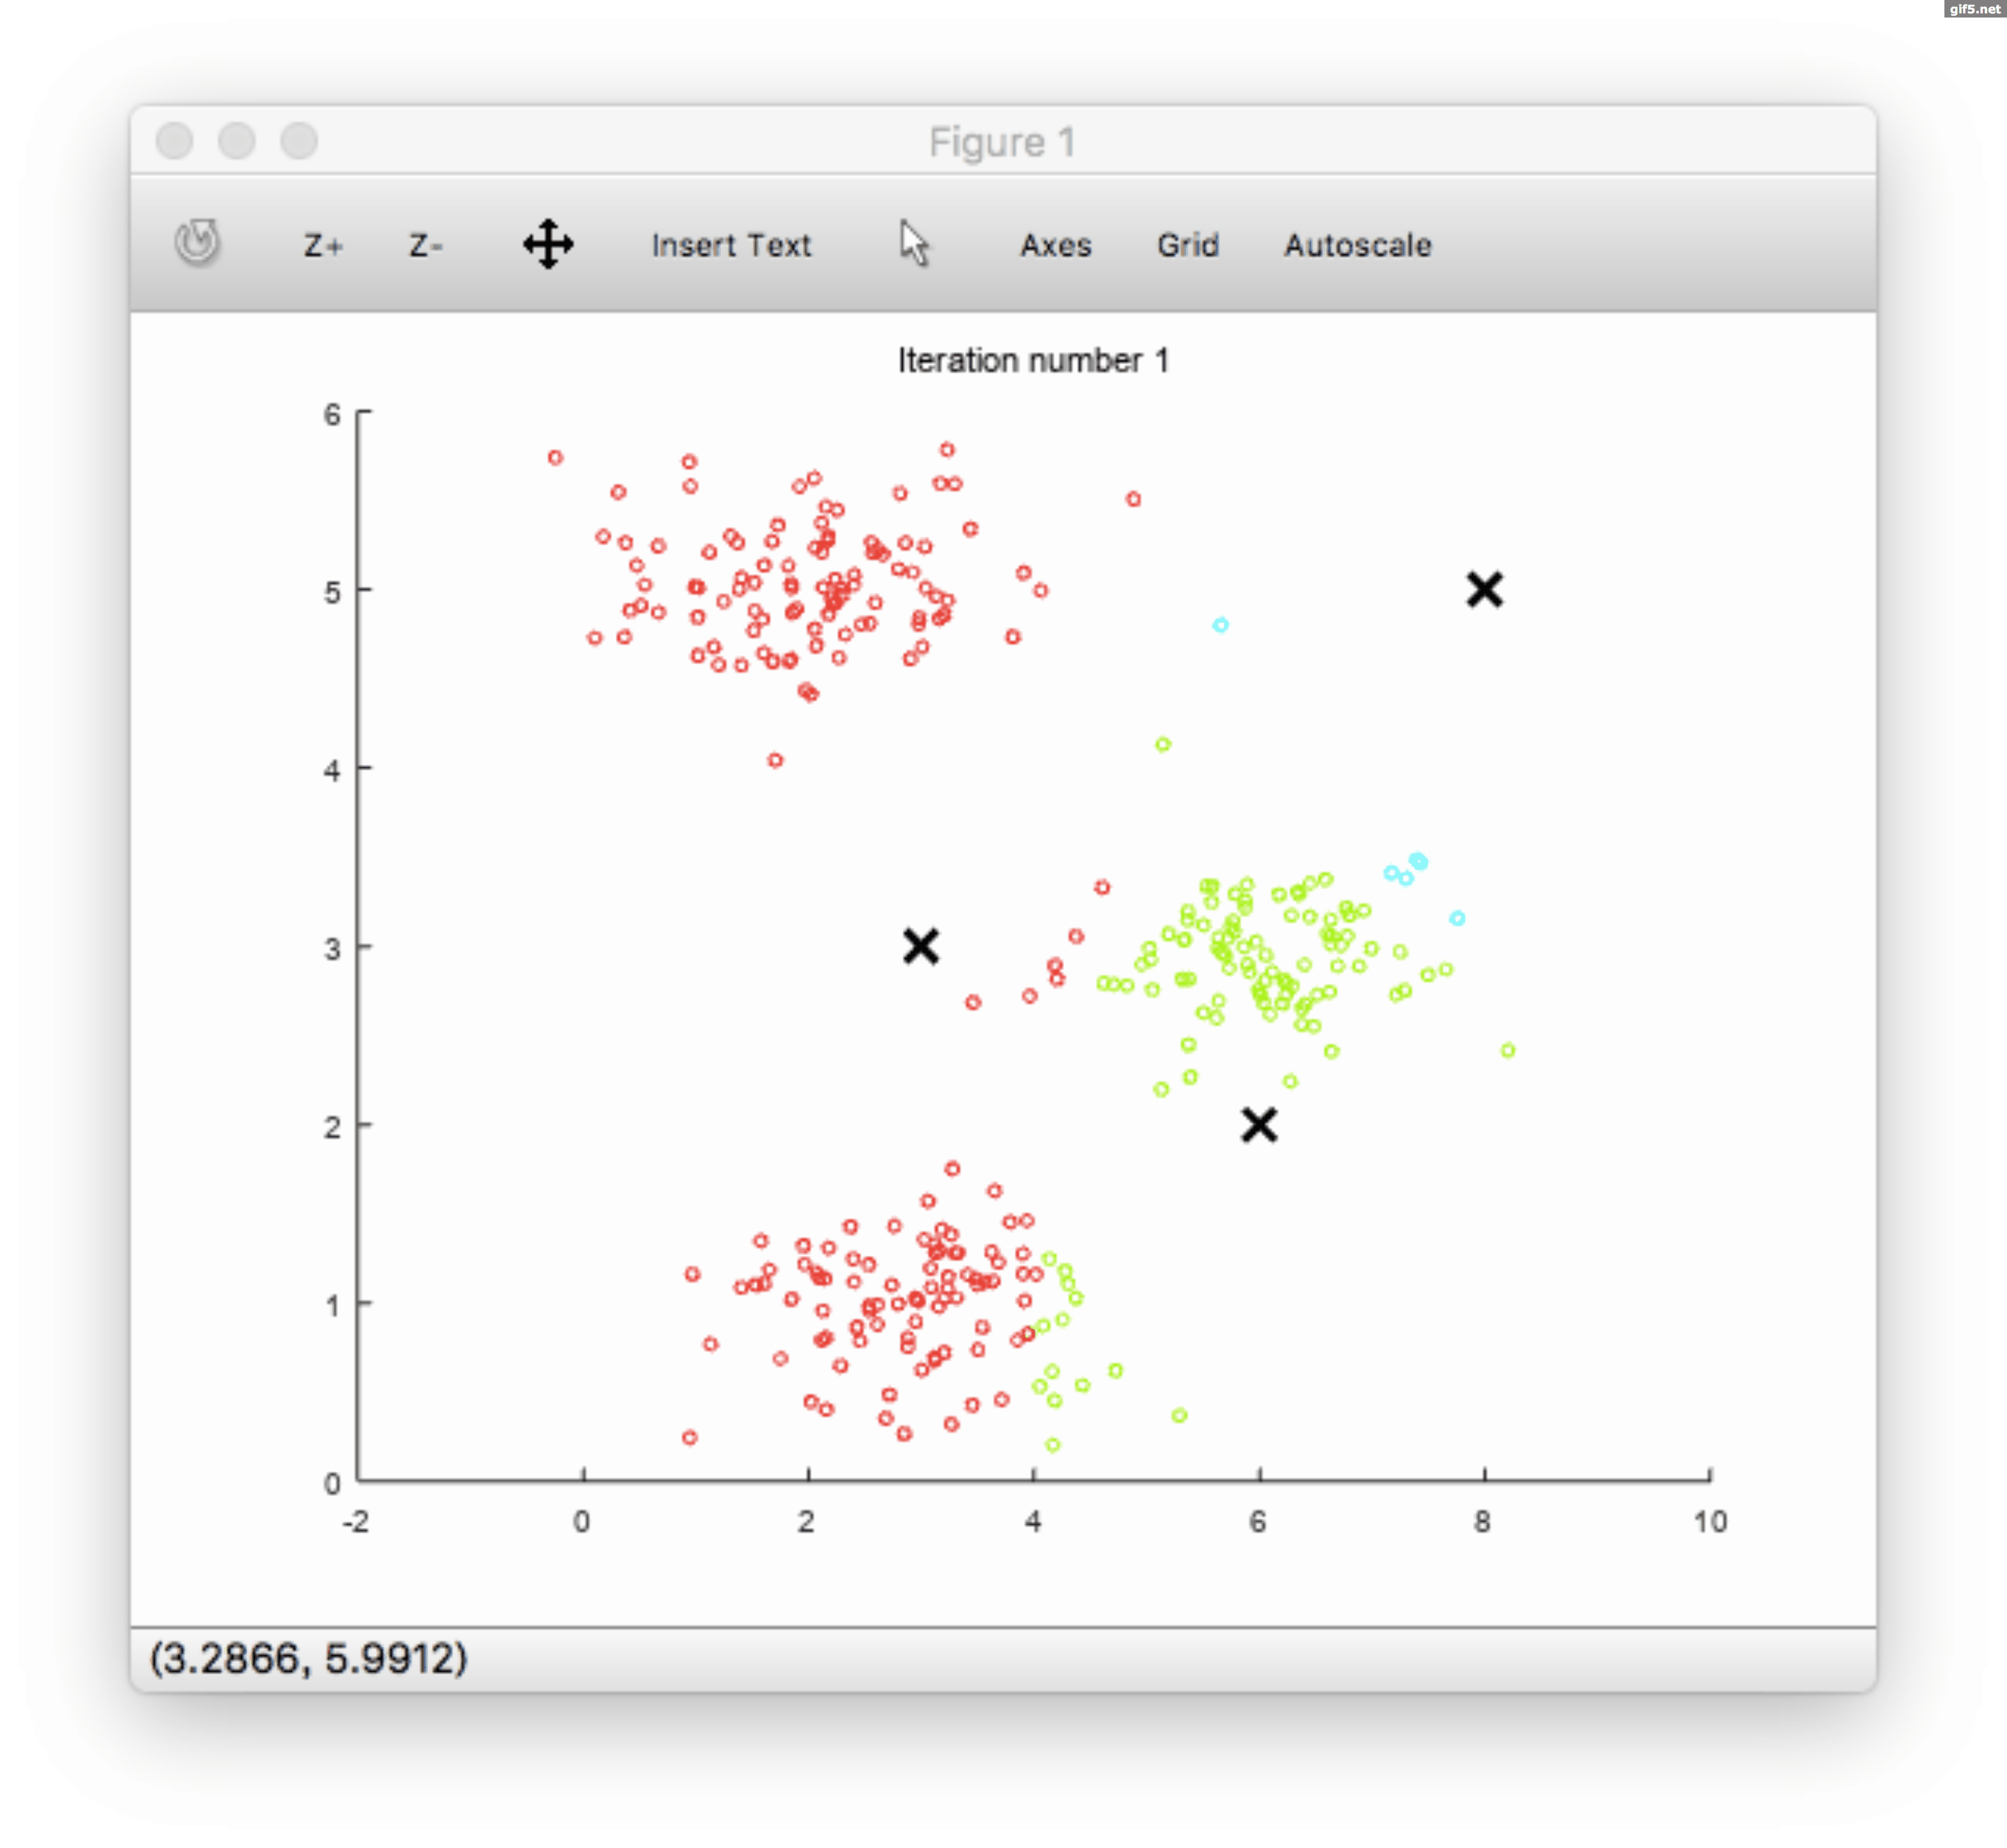 gif5.net
Figure 1
Z+ Z- Insert Text Axes Grid Autoscale
Iteration number 1
6
5
4
3
2
1
0
-2 0 2 4 6 8 10
(3.2866, 5.9912)